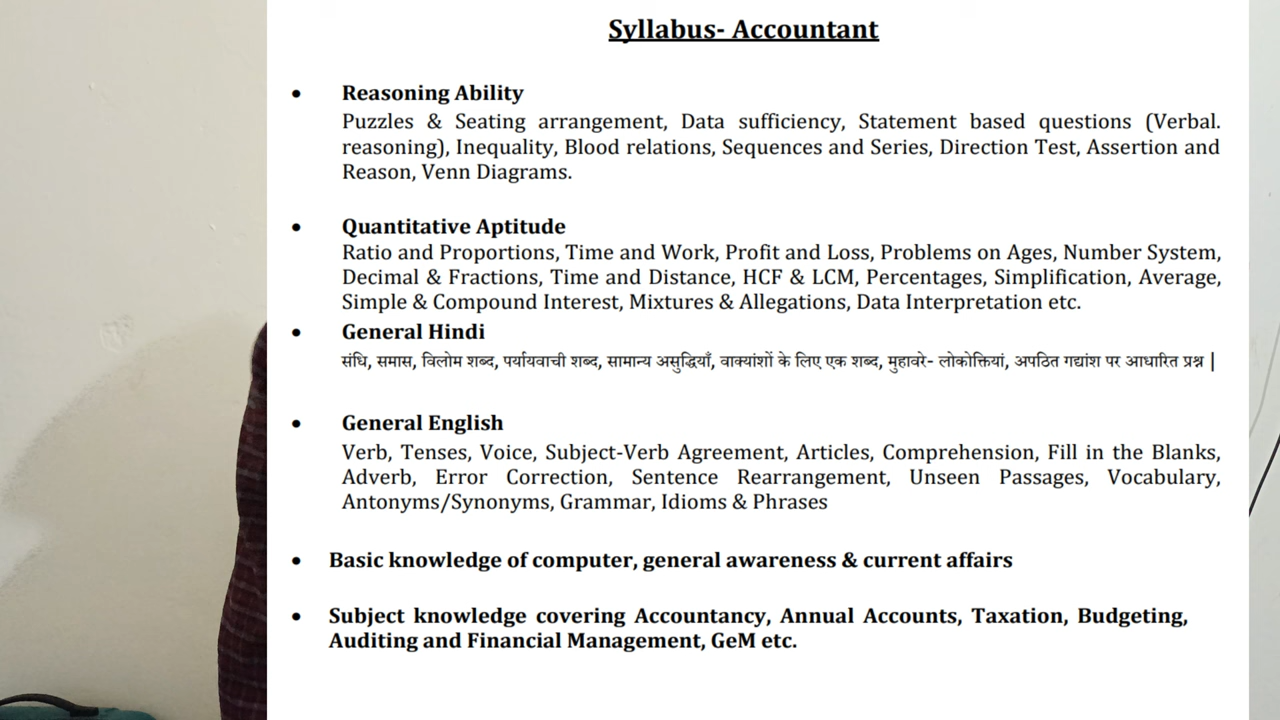 Syllabus- Accountant
• Reasoning Ability
Puzzles & Seating arrangement, Data sufficiency, Statement based questions (Verbal.
reasoning), Inequality, Blood relations, Sequences and Series, Direction Test, Assertion and
Reason, Venn Diagrams.
• Quantitative Aptitude
Ratio and Proportions, Time and Work, Profit and Loss, Problems on Ages, Number System,
Decimal & Fractions, Time and Distance, HCF & LCM, Percentages, Simplification, Average,
Simple & Compound Interest, Mixtures & Allegations, Data Interpretation etc.
• General Hindi
संधि, समास, विलोम शब्द, पर्यायवाची शब्द, सामान्य असुद्धियाँ, वाक्यांशों के लिए एक शब्द, मुहावरे- लोकोक्तियां, अपठित गद्यांश पर आधारित प्रश्न |
• General English
Verb, Tenses, Voice, Subject-Verb Agreement, Articles, Comprehension, Fill in the Blanks,
Adverb, Error Correction, Sentence Rearrangement, Unseen Passages, Vocabulary,
Antonyms/Synonyms, Grammar, Idioms & Phrases
• Basic knowledge of computer, general awareness & current affairs
• Subject knowledge covering Accountancy, Annual Accounts, Taxation, Budgeting,
Auditing and Financial Management, GeM etc.